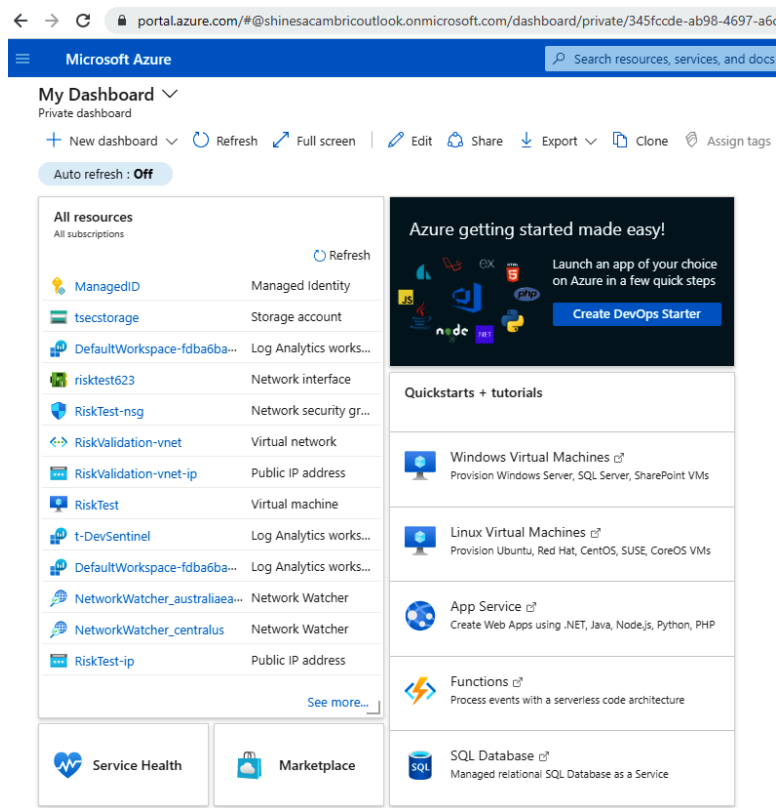 portal.azure.com/#@shinesacambricoutlook.onmicrosoft.com/dashboard/private/345fccde-ab98-4697-a6c
Microsoft Azure
Search resources, services, and docs
My Dashboard
Private dashboard
New dashboard Refresh Full screen Edit Share Export Clone Assign tags
Auto refresh : Off
All resources
All subscriptions
Refresh
ManagedID Managed Identity
tsecstorage Storage account
DefaultWorkspace-fdba6ba... Log Analytics works...
risktest623 Network interface
RiskTest-nsg Network security gr...
RiskValidation-vnet Virtual network
RiskValidation-vnet-ip Public IP address
RiskTest Virtual machine
t-DevSentinel Log Analytics works...
DefaultWorkspace-fdba6ba... Log Analytics works...
NetworkWatcher_australiaea... Network Watcher
NetworkWatcher_centralus Network Watcher
RiskTest-ip Public IP address
See more...
Service Health
Marketplace
Azure getting started made easy!
ex
JS
php
node
.NET
Launch an app of your choice
on Azure in a few quick steps
Create DevOps Starter
Quickstarts + tutorials
Windows Virtual Machines
Provision Windows Server, SQL Server, SharePoint VMs
Linux Virtual Machines
Provision Ubuntu, Red Hat, CentOS, SUSE, CoreOS VMs
App Service
Create Web Apps using .NET, Java, Node.js, Python, PHP
Functions
Process events with a serverless code architecture
SQL
SQL Database
Managed relational SQL Database as a Service